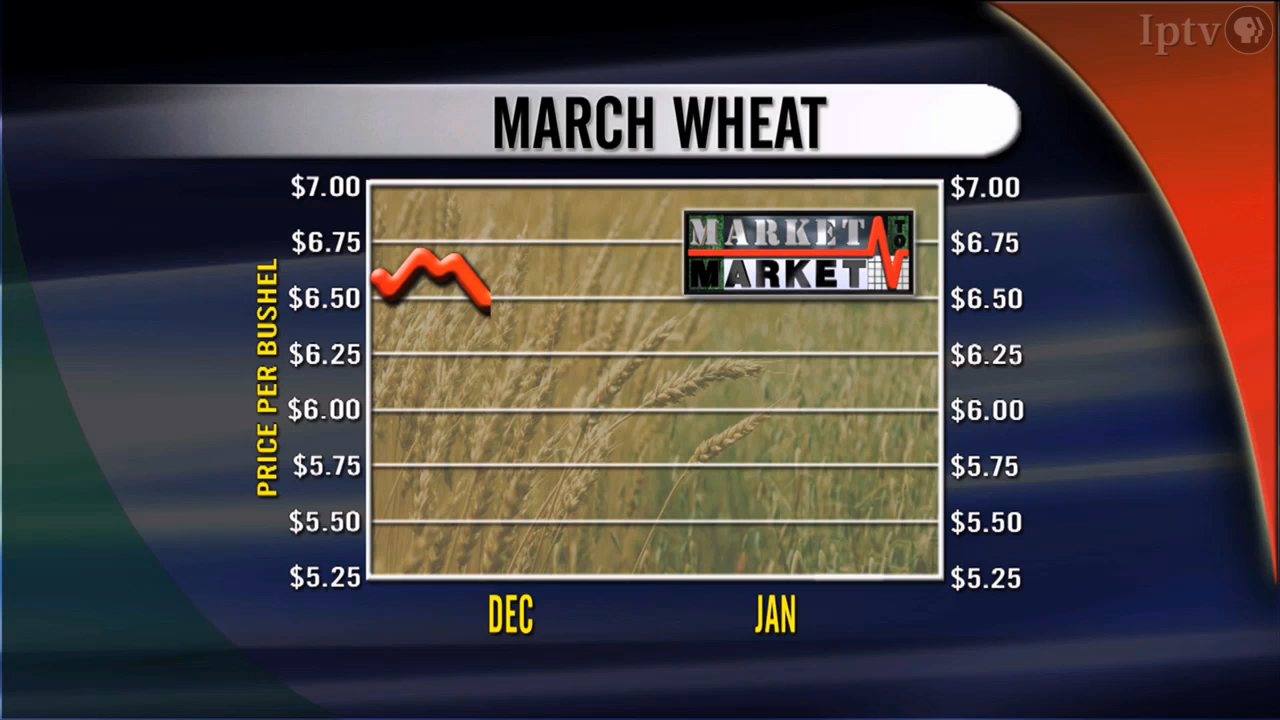 Iptv
MARCH WHEAT
$7.00 $7.00
MARKET TO
$6.75 $6.75
MARKET
$6.50 $6.50
PRICE PER BUSHEL
$6.25 $6.25
$6.00 $6.00
$5.75 $5.75
$5.50 $5.50
$5.25 $5.25
DEC JAN